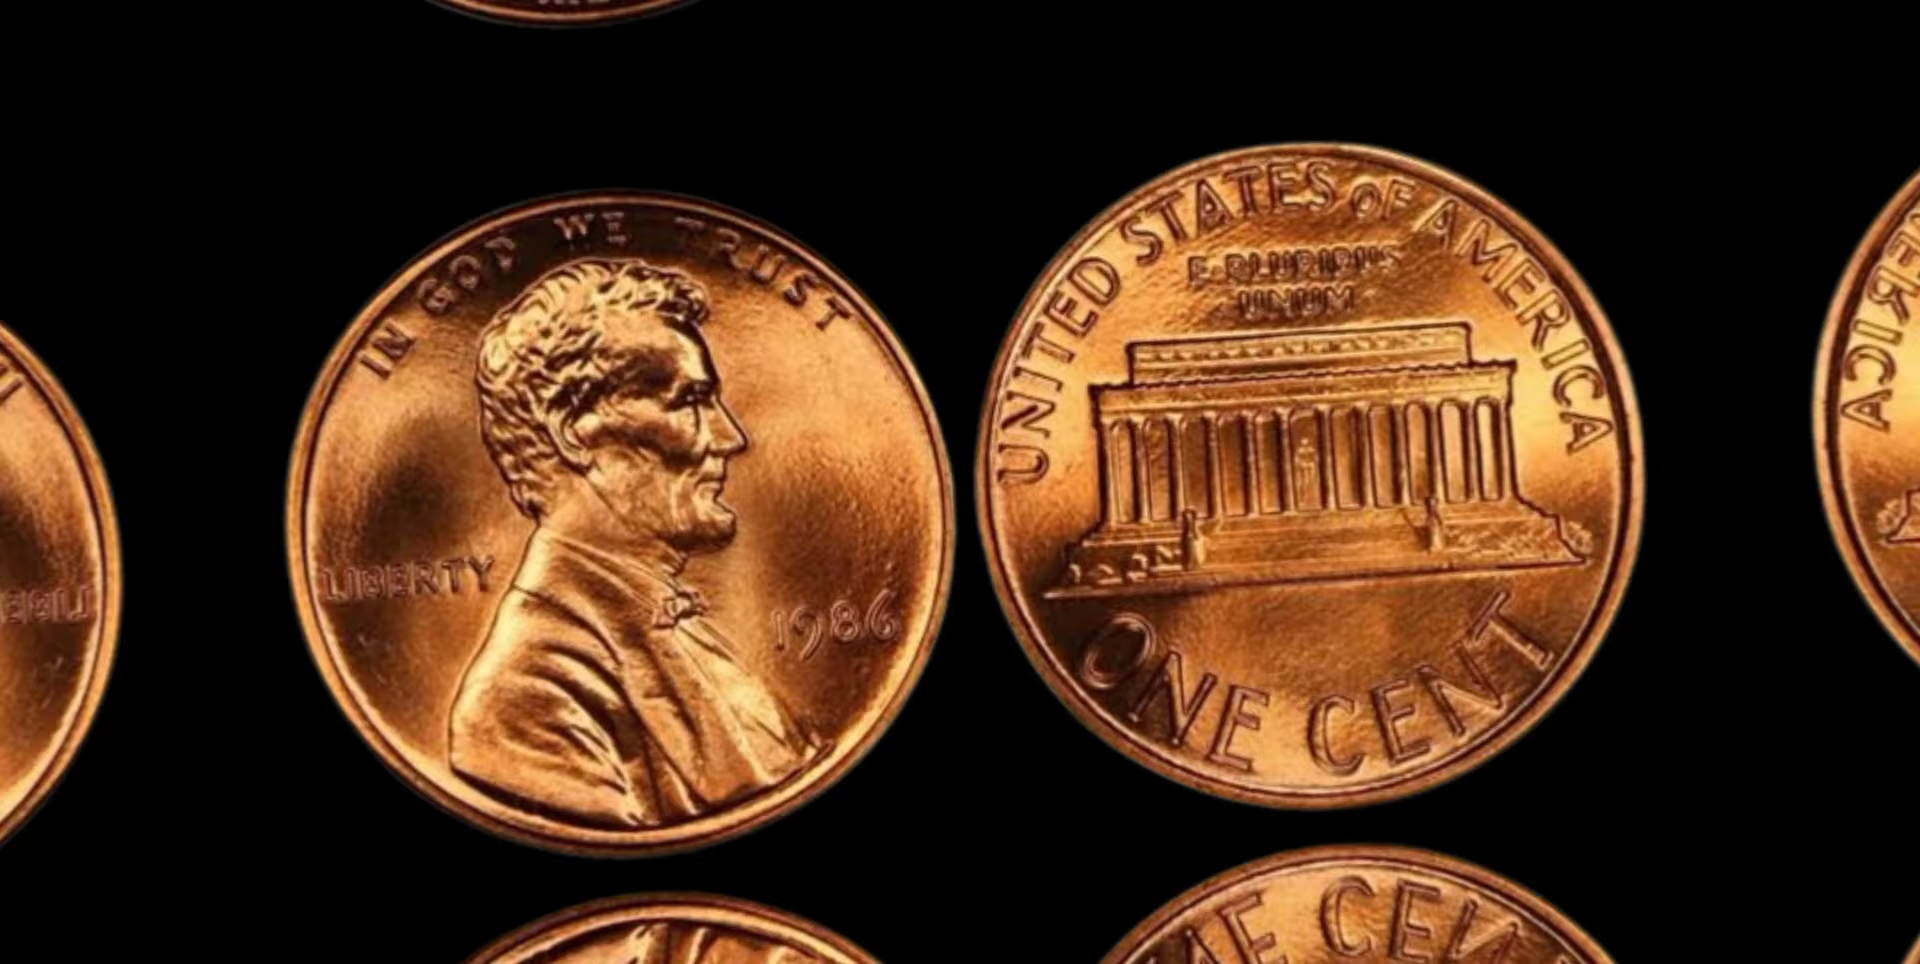 IN GOD WE TRUST
LIBERTY
1986
UNITED STATES OF AMERICA
E·PLURIBUS
UNUM
ONE CENT